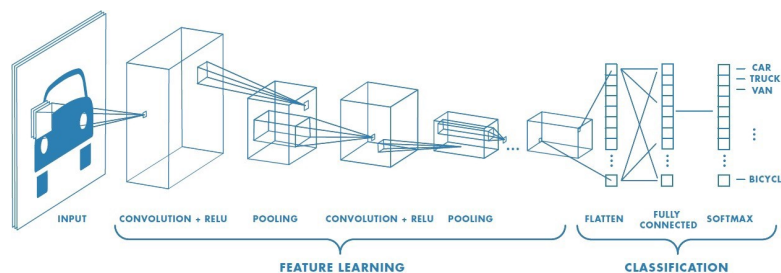 CAR
TRUCK
VAN
BICYCL
INPUT
CONVOLUTION + RELU
POOLING
CONVOLUTION + RELU
POOLING
FLATTEN
FULLY
CONNECTED
SOFTMAX
FEATURE LEARNING
CLASSIFICATION